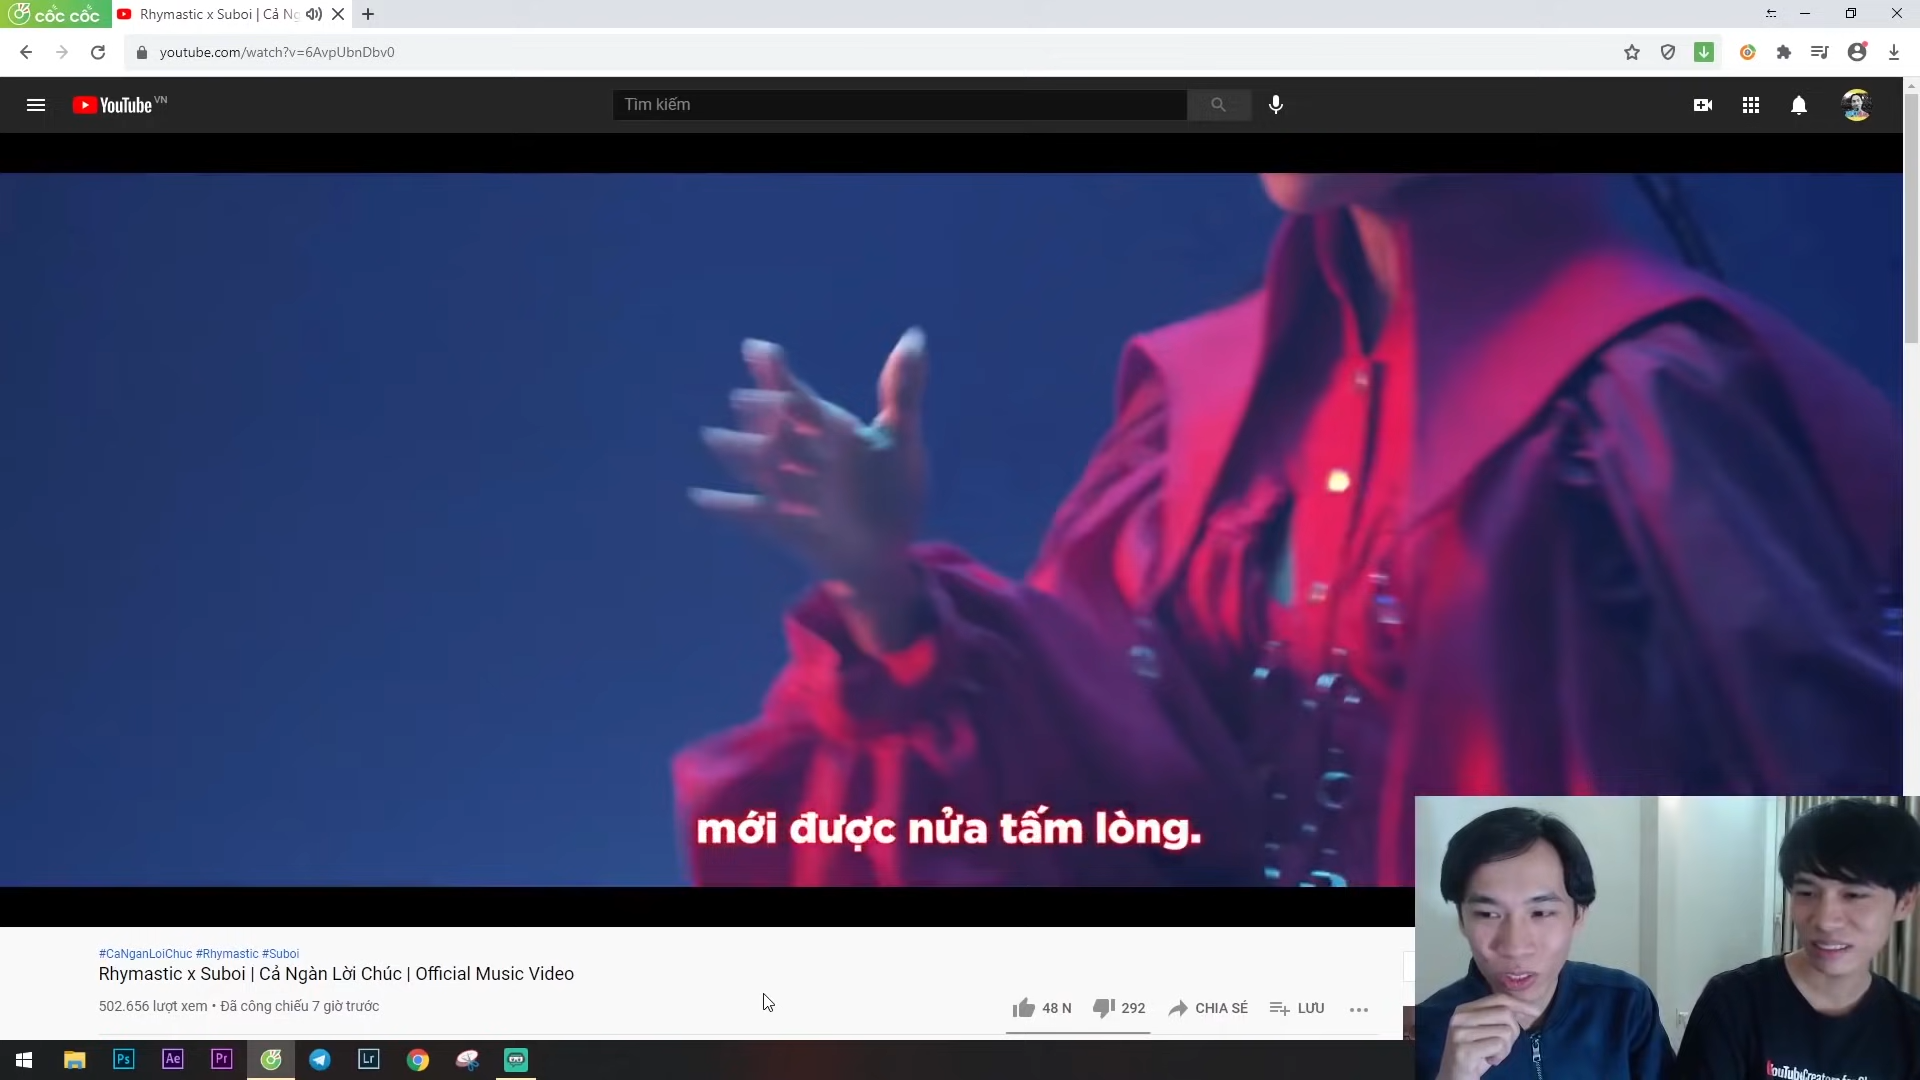 cốc cốc
Rhymastic x Suboi | Cả Ng
youtube.com/watch?v=6AvpUbnDbv0
YouTube VN
Tìm kiếm
mới được nửa tấm lòng.
#CaNganLoiChuc #Rhymastic #Suboi
Rhymastic x Suboi | Cả Ngàn Lời Chúc | Official Music Video
502.656 lượt xem • Đã công chiếu 7 giờ trước
48 N
292
CHIA SẺ
LƯU
Ps
Ae
Pr
Lr